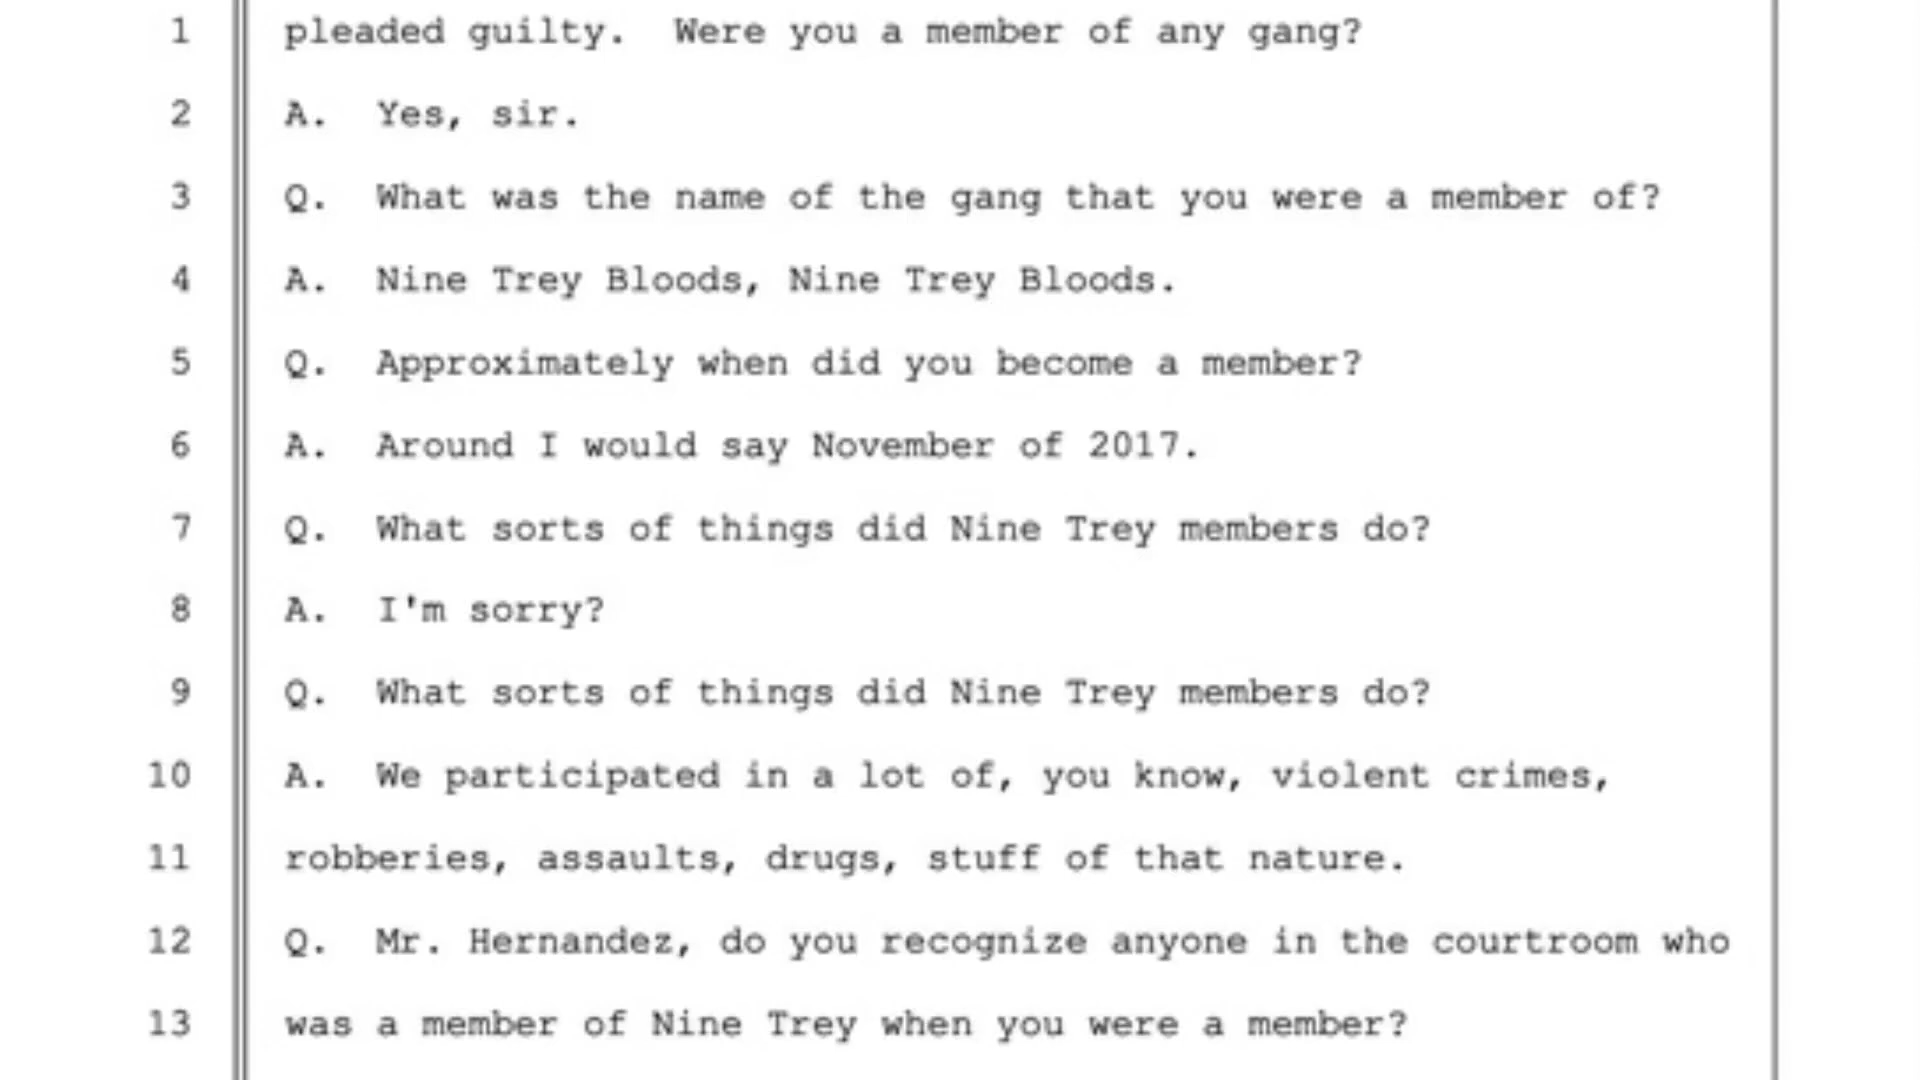 1 pleaded guilty. Were you a member of any gang?
2 A. Yes, sir.
3 Q. What was the name of the gang that you were a member of?
4 A. Nine Trey Bloods, Nine Trey Bloods.
5 Q. Approximately when did you become a member?
6 A. Around I would say November of 2017.
7 Q. What sorts of things did Nine Trey members do?
8 A. I'm sorry?
9 Q. What sorts of things did Nine Trey members do?
10 A. We participated in a lot of, you know, violent crimes,
11 robberies, assaults, drugs, stuff of that nature.
12 Q. Mr. Hernandez, do you recognize anyone in the courtroom who
13 was a member of Nine Trey when you were a member?